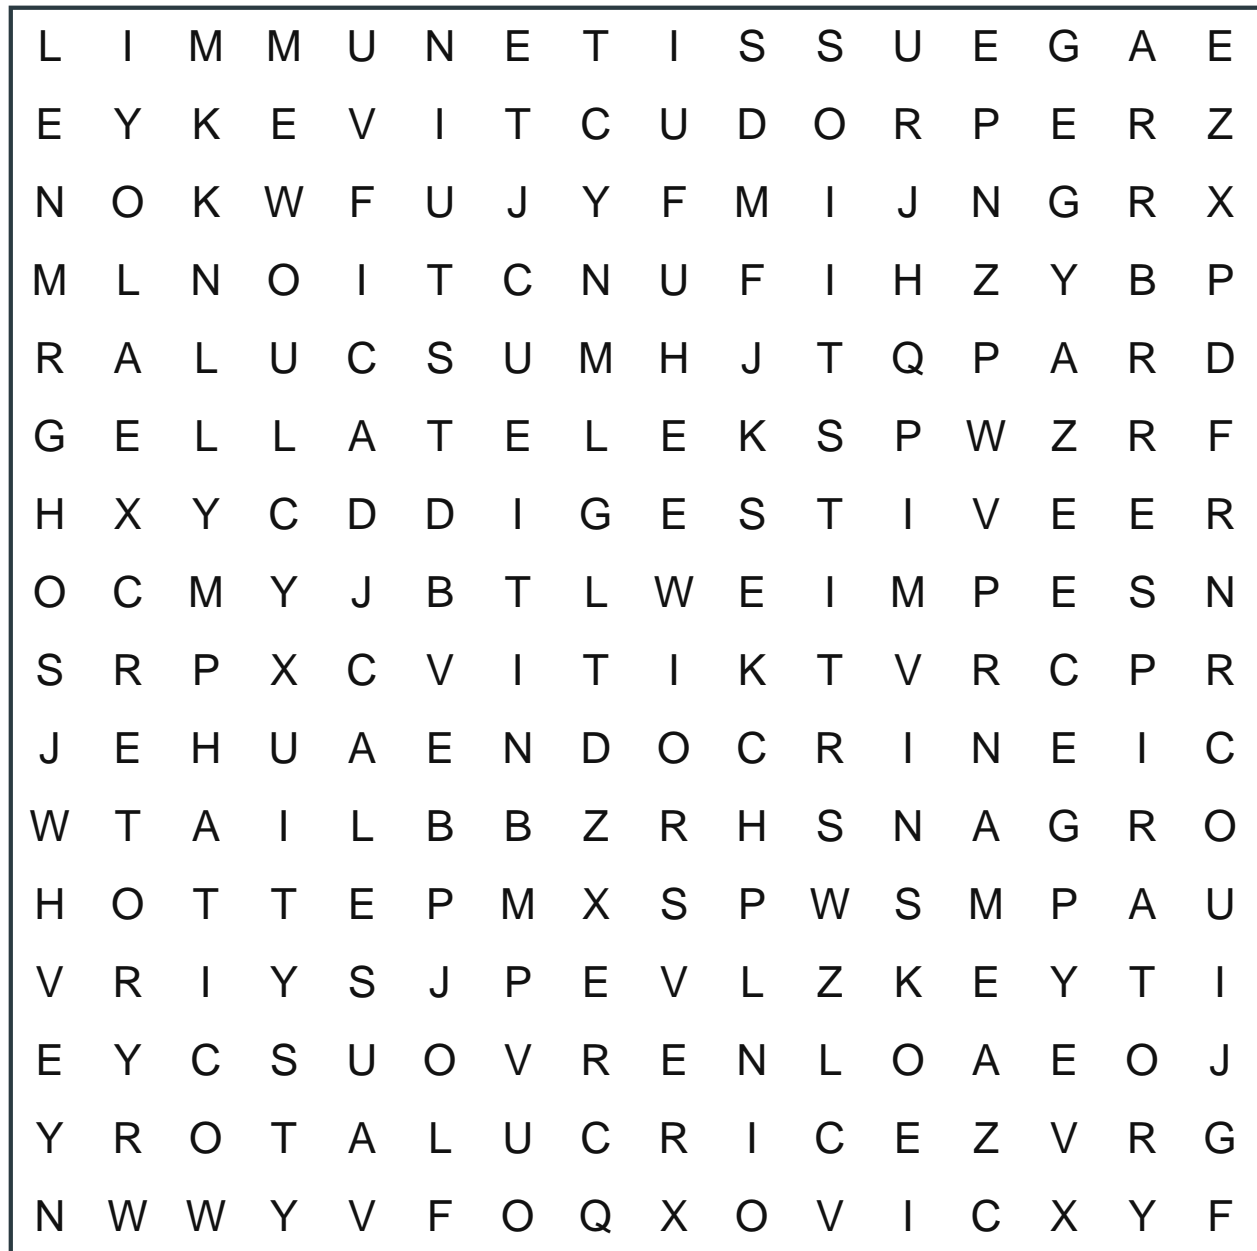 L I M M U N E T I S S U E G A E
E Y K E V I T C U D O R P E R Z
N O K W F U J Y F M I J N G R X
M L N O I T C N U F I H Z Y B P
R A L U C S U M H J T Q P A R D
G E L L A T E L E K S P W Z R F
H X Y C D D I G E S T I V E E R
O C M Y J B T L W E I M P E S N
S R P X C V I T I K T V R C P R
J E H U A E N D O C R I N E I C
W T A I L B B Z R H S N A G R O
H O T T E P M X S P W S M P A U
V R I Y S J P E V L Z K E Y T I
E Y C S U O V R E N L O A E O J
Y R O T A L U C R I C E Z V R G
N W W Y V F O Q X O V I C X Y F